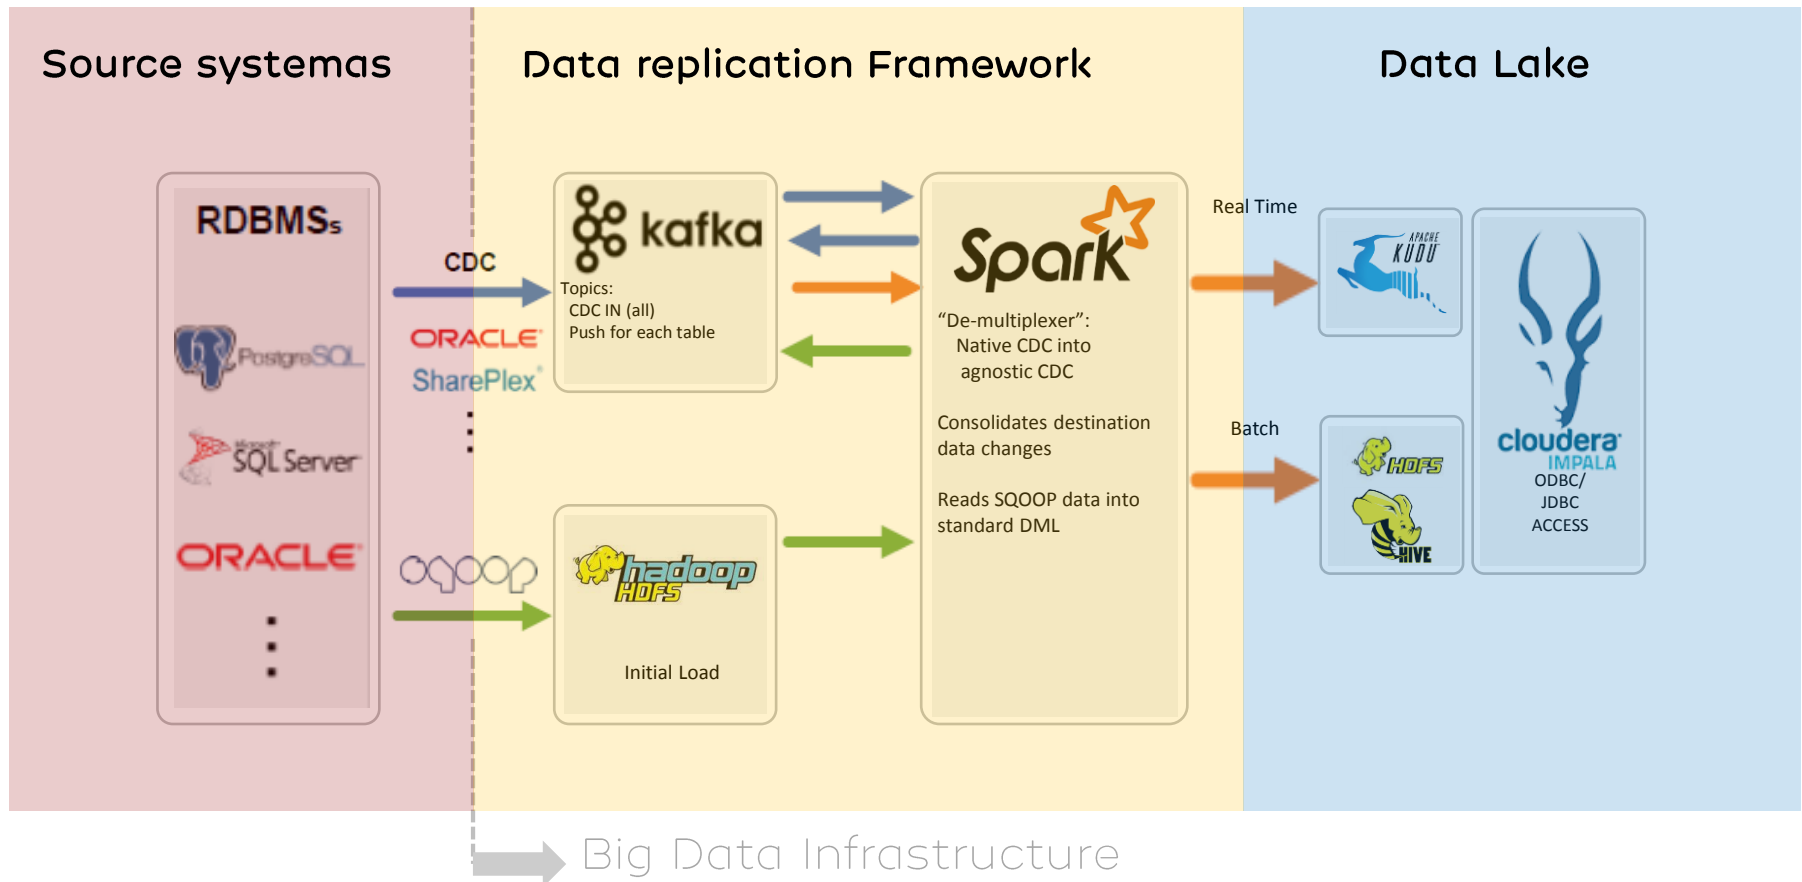 Source systemas
Data replication Framework
Data Lake
RDBMSs
PostgreSQL
Microsoft
SQL Server
ORACLE
CDC
ORACLE
SharePlex
sqoop
kafka
Topics:
CDC IN (all)
Push for each table
hadoop
HDFS
Initial Load
Spark
“De-multiplexer”:
Native CDC into
agnostic CDC
Consolidates destination
data changes
Reads SQOOP data into
standard DML
Real Time
Batch
APACHE
KUDU
HDFS
HIVE
cloudera
IMPALA
ODBC/
JDBC
ACCESS
Big Data Infrastructure